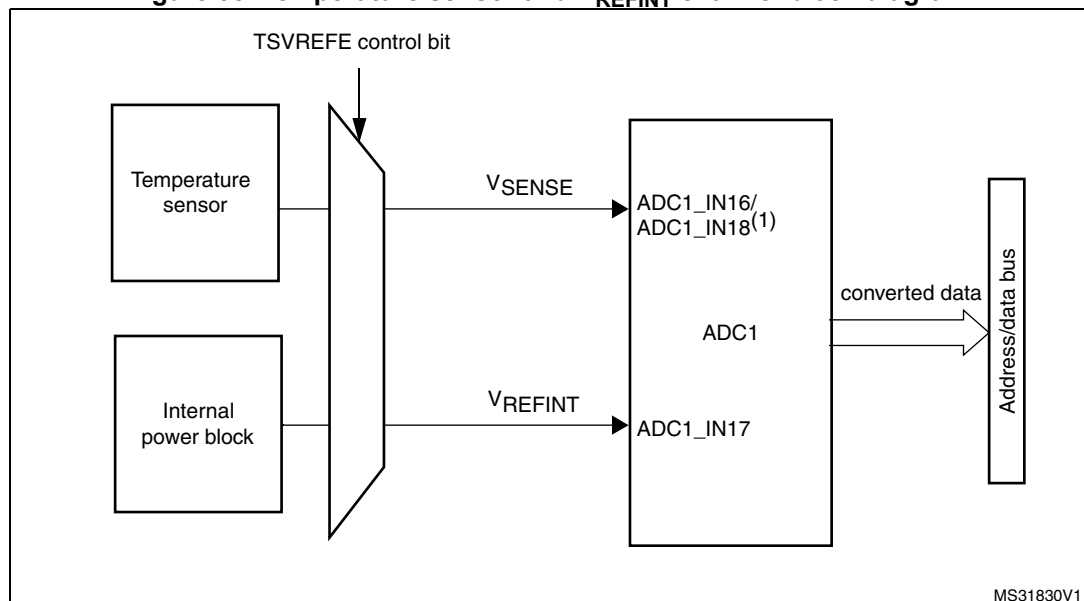 TSVREFE control bit
Temperature
sensor
VSENSE
ADC1_IN16/
ADC1_IN18(1)
converted data
Address/data bus
ADC1
Internal
power block
VREFINT
ADC1_IN17
MS31830V1